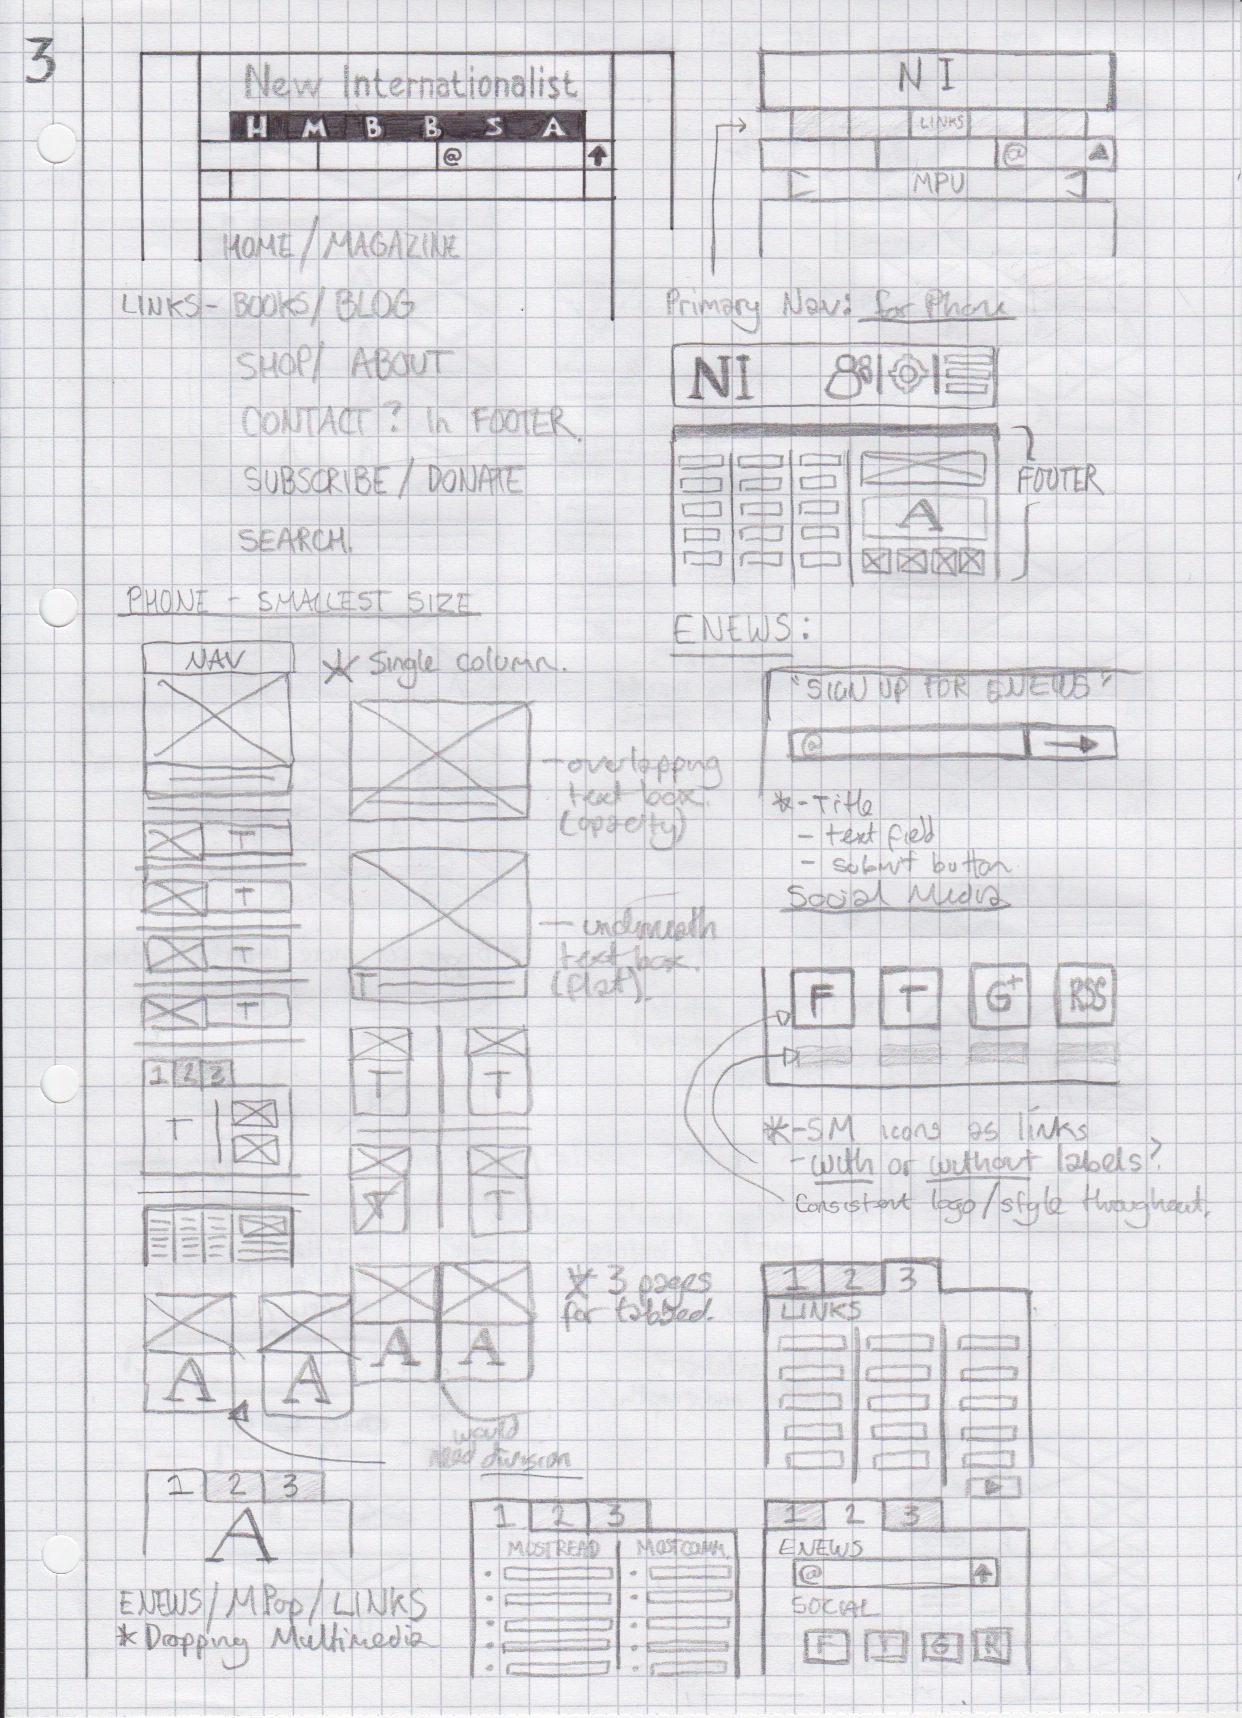 3
New Internationalist
H M B B S A
@
HOME/MAGAZINE
LINKS- BOOKS/BLOG
SHOP/ ABOUT
CONTACT? in FOOTER.
SUBSCRIBE/DONATE
SEARCH.
NI
LINKS
@
MPU
Primary Nav: for Phone
NI
A
FOOTER
PHONE - SMALLEST SIZE
NAV
T
T
T
T
1 2 3
T
* Single column.
-overlapping
text box.
(opacity)
- underneath
text box.
(flat).
T
T T
T T
A A A A
* 3 pages
for tabbed.
would
need division
1 2 3
A
ENEWS/MPop/LINKS
* Dropping Multimedia
ENEWS:
"SIGN UP FOR ENEWS"
@
*-Title
- text field
- submit button
Social Media
F T G+ RSS
*-SM icons as links
-with or without labels?
Consistent logo/style throughout.
1 2 3
LINKS
1 2 3
MOST READ MOST COMM.
1 2 3
ENEWS
@
SOCIAL
F T G R